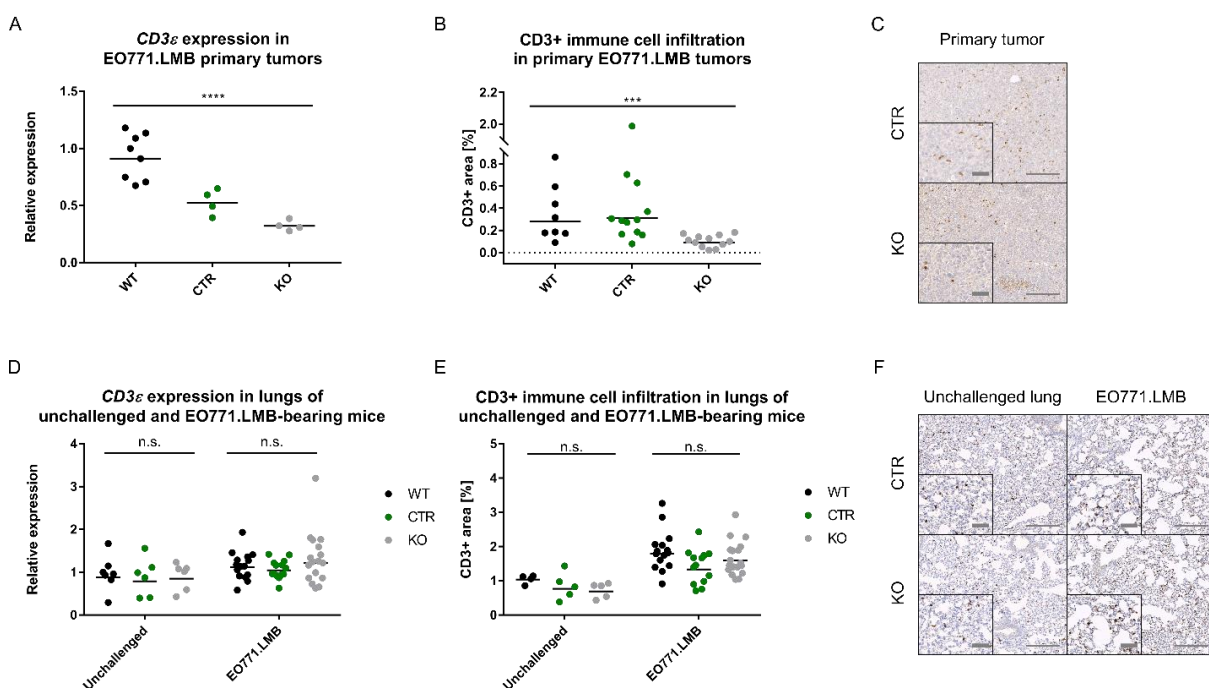 A
CD3ε expression in
EO771.LMB primary tumors
Relative expression
1.5
1.0
0.5
0.0
****
WT
CTR
KO
B
CD3+ immune cell infiltration
in primary EO771.LMB tumors
CD3+ area [%]
2.2
2.0
0.8
0.6
0.4
0.2
0.0
***
WT
CTR
KO
C
Primary tumor
CTR
KO
D
CD3ε expression in lungs of
unchallenged and EO771.LMB-bearing mice
Relative expression
4
3
2
1
0
n.s.
n.s.
Unchallenged
EO771.LMB
WT
CTR
KO
E
CD3+ immune cell infiltration in lungs of
unchallenged and EO771.LMB-bearing mice
CD3+ area [%]
5
4
3
2
1
0
n.s.
n.s.
Unchallenged
EO771.LMB
WT
CTR
KO
F
Unchallenged lung
EO771.LMB
CTR
KO